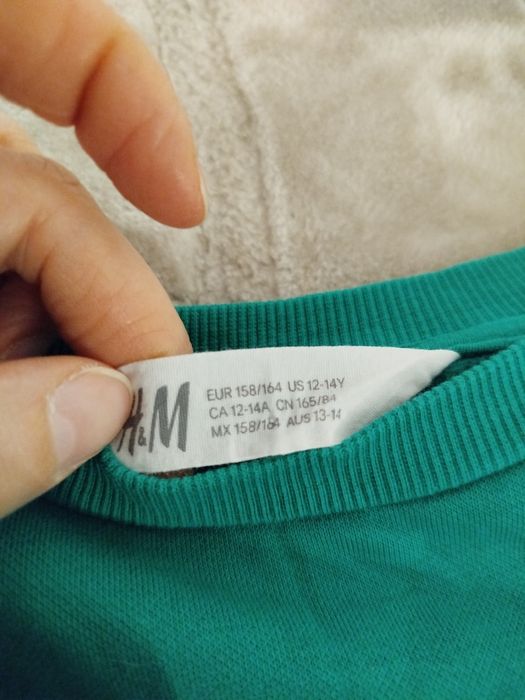 H&M
EUR 158/164 US 12-14Y
CA 12-14A CN 165/84
MX 158/164 AUS 13-14